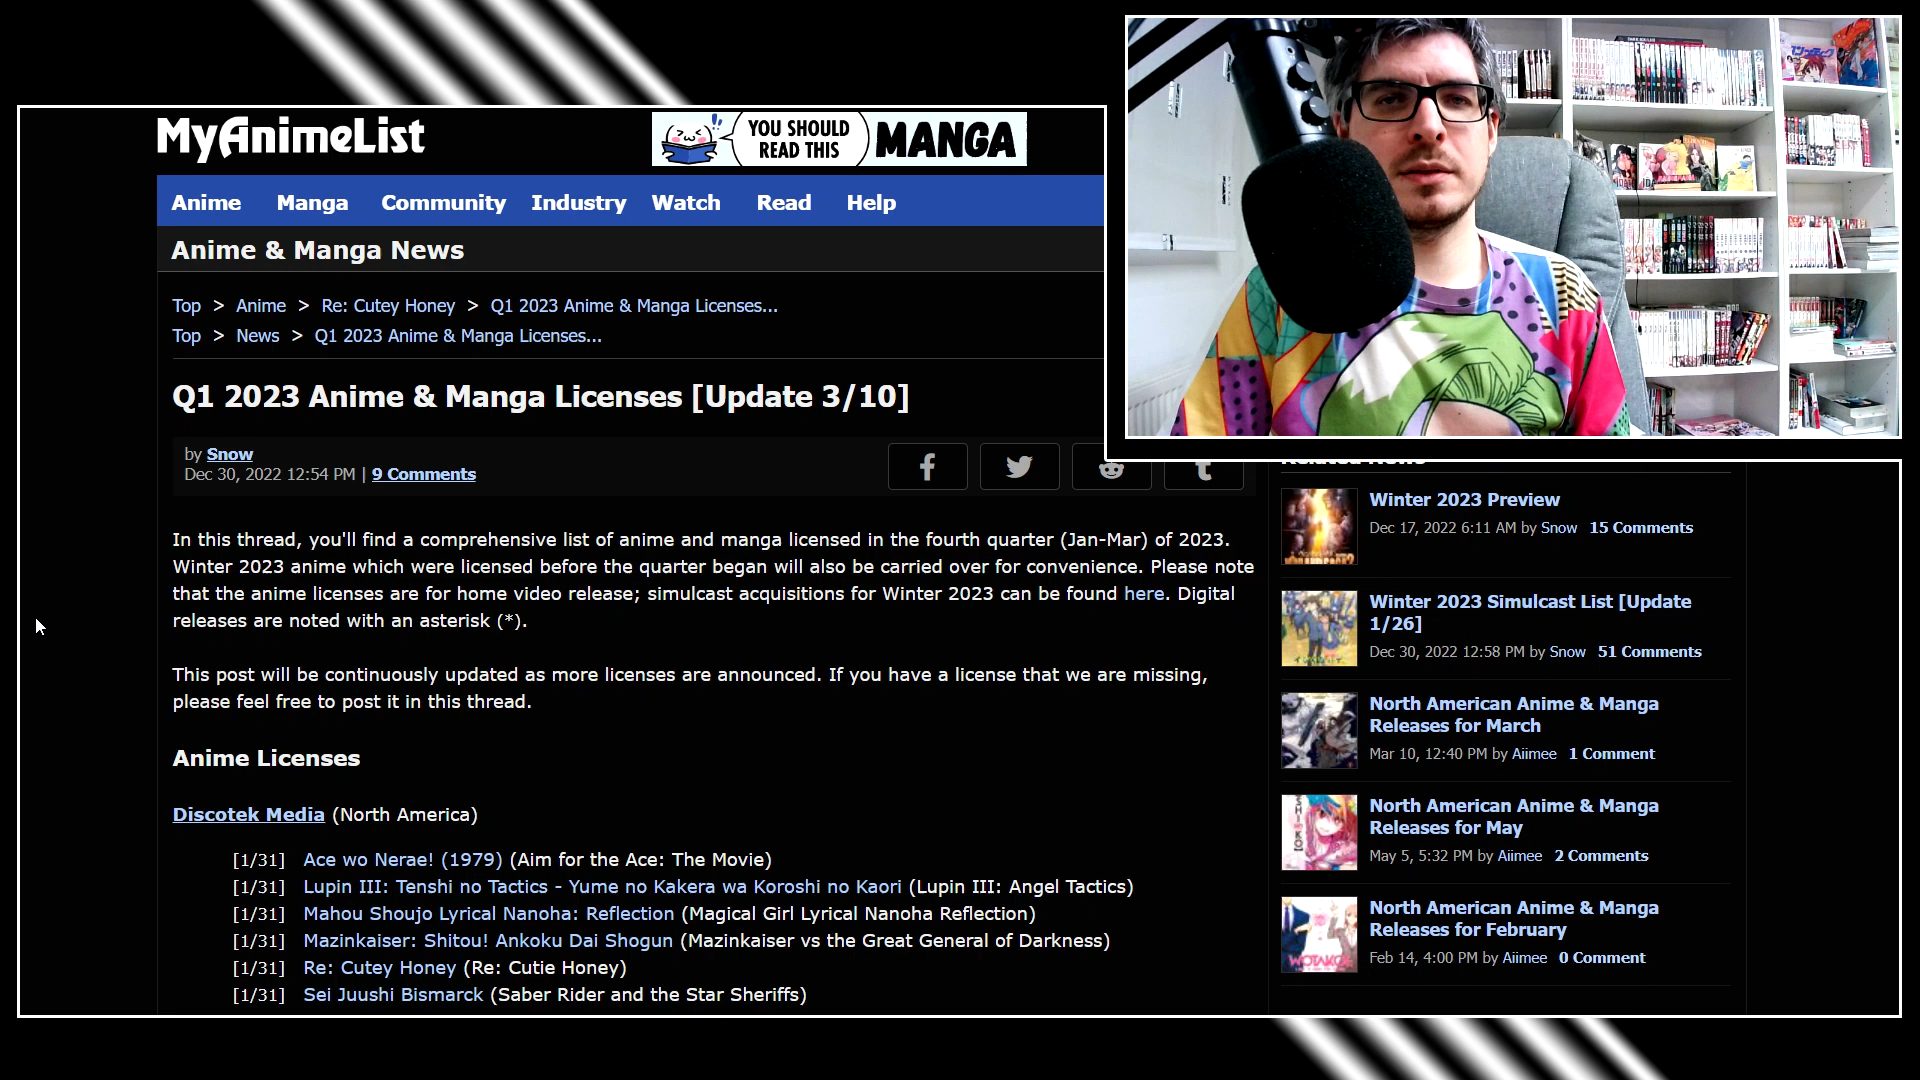 MyAnimeList
YOU SHOULD
READ THIS
MANGA
Anime Manga Community Industry Watch Read Help
Anime & Manga News
Top > Anime > Re: Cutey Honey > Q1 2023 Anime & Manga Licenses...
Top > News > Q1 2023 Anime & Manga Licenses...
Q1 2023 Anime & Manga Licenses [Update 3/10]
by Snow
Dec 30, 2022 12:54 PM | 9 Comments
In this thread, you'll find a comprehensive list of anime and manga licensed in the fourth quarter (Jan-Mar) of 2023.
Winter 2023 anime which were licensed before the quarter began will also be carried over for convenience. Please note
that the anime licenses are for home video release; simulcast acquisitions for Winter 2023 can be found here. Digital
releases are noted with an asterisk (*).
This post will be continuously updated as more licenses are announced. If you have a license that we are missing,
please feel free to post it in this thread.
Anime Licenses
Discotek Media (North America)
[1/31] Ace wo Nerae! (1979) (Aim for the Ace: The Movie)
[1/31] Lupin III: Tenshi no Tactics - Yume no Kakera wa Koroshi no Kaori (Lupin III: Angel Tactics)
[1/31] Mahou Shoujo Lyrical Nanoha: Reflection (Magical Girl Lyrical Nanoha Reflection)
[1/31] Mazinkaiser: Shitou! Ankoku Dai Shogun (Mazinkaiser vs the Great General of Darkness)
[1/31] Re: Cutey Honey (Re: Cutie Honey)
[1/31] Sei Juushi Bismarck (Saber Rider and the Star Sheriffs)
Related News
Winter 2023 Preview
Dec 17, 2022 6:11 AM by Snow 15 Comments
Winter 2023 Simulcast List [Update
1/26]
Dec 30, 2022 12:58 PM by Snow 51 Comments
North American Anime & Manga
Releases for March
Mar 10, 12:40 PM by Aiimee 1 Comment
North American Anime & Manga
Releases for May
May 5, 5:32 PM by Aiimee 2 Comments
North American Anime & Manga
Releases for February
Feb 14, 4:00 PM by Aiimee 0 Comment
WOTAKOI